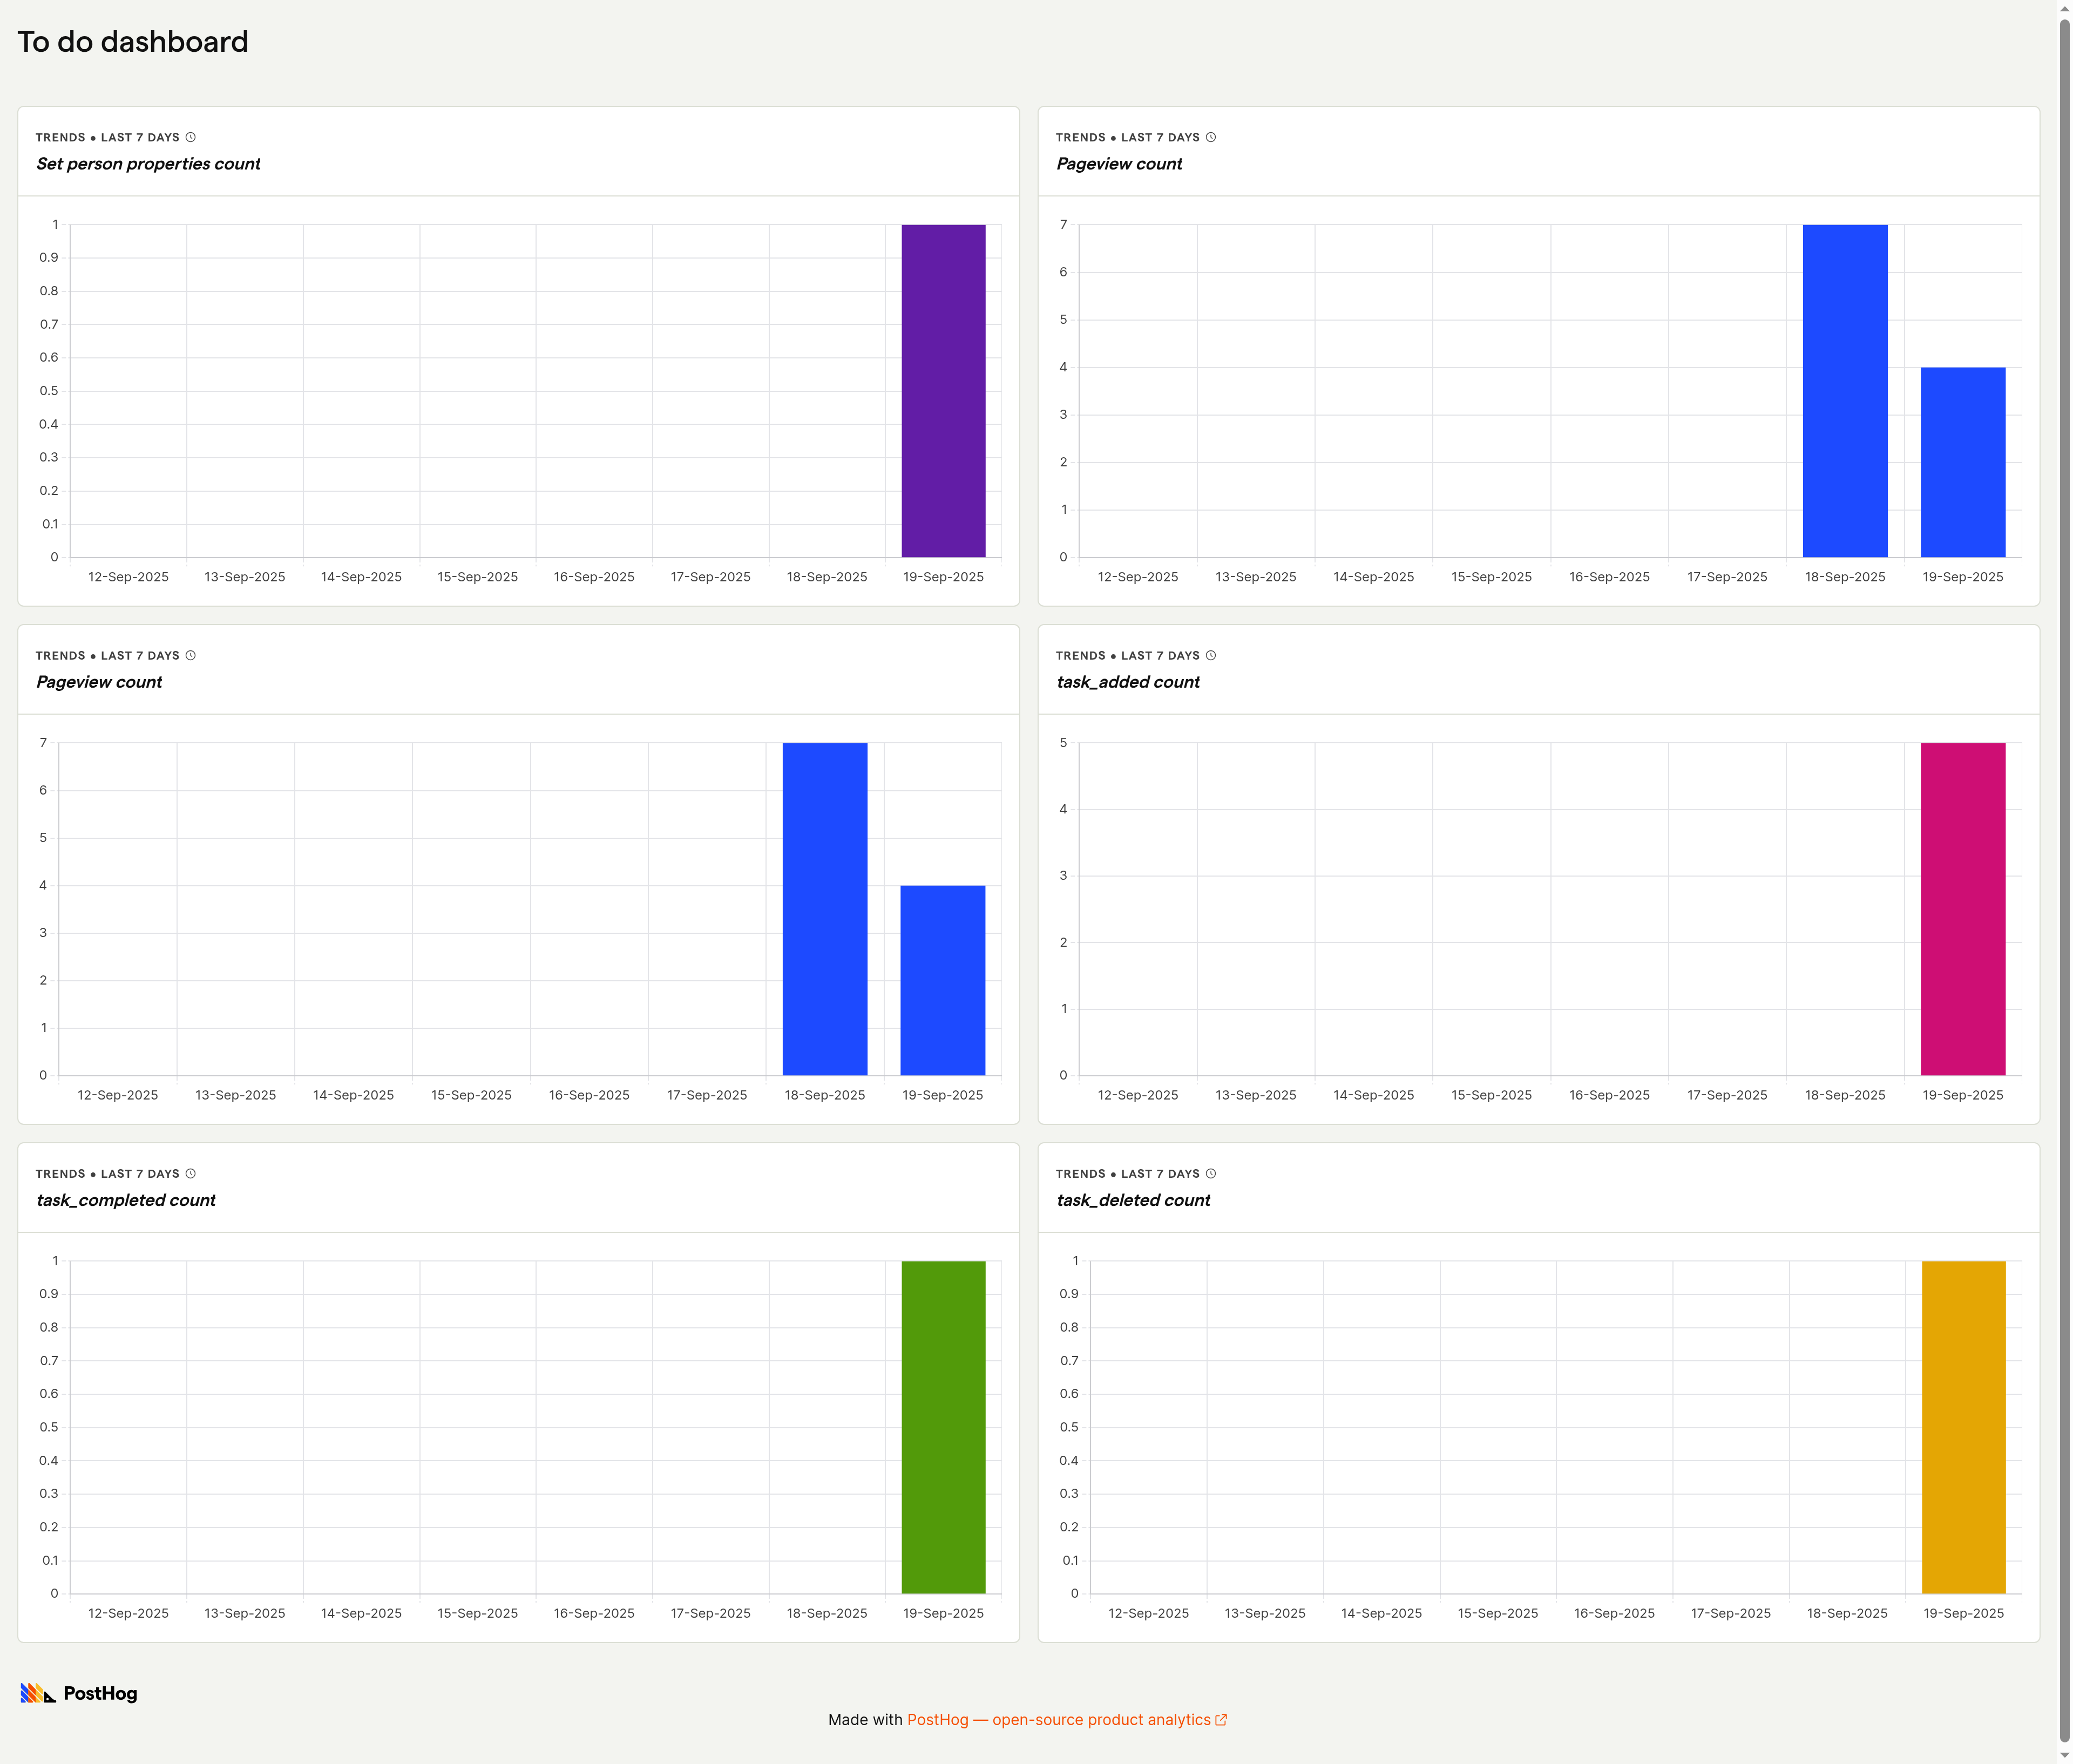 To do dashboard
TRENDS • LAST 7 DAYS
Set person properties count
1
0.9
0.8
0.7
0.6
0.5
0.4
0.3
0.2
0.1
0
12-Sep-2025 13-Sep-2025 14-Sep-2025 15-Sep-2025 16-Sep-2025 17-Sep-2025 18-Sep-2025 19-Sep-2025
TRENDS • LAST 7 DAYS
Pageview count
7
6
5
4
3
2
1
0
12-Sep-2025 13-Sep-2025 14-Sep-2025 15-Sep-2025 16-Sep-2025 17-Sep-2025 18-Sep-2025 19-Sep-2025
TRENDS • LAST 7 DAYS
Pageview count
7
6
5
4
3
2
1
0
12-Sep-2025 13-Sep-2025 14-Sep-2025 15-Sep-2025 16-Sep-2025 17-Sep-2025 18-Sep-2025 19-Sep-2025
TRENDS • LAST 7 DAYS
task_added count
5
4
3
2
1
0
12-Sep-2025 13-Sep-2025 14-Sep-2025 15-Sep-2025 16-Sep-2025 17-Sep-2025 18-Sep-2025 19-Sep-2025
TRENDS • LAST 7 DAYS
task_completed count
1
0.9
0.8
0.7
0.6
0.5
0.4
0.3
0.2
0.1
0
12-Sep-2025 13-Sep-2025 14-Sep-2025 15-Sep-2025 16-Sep-2025 17-Sep-2025 18-Sep-2025 19-Sep-2025
TRENDS • LAST 7 DAYS
task_deleted count
1
0.9
0.8
0.7
0.6
0.5
0.4
0.3
0.2
0.1
0
12-Sep-2025 13-Sep-2025 14-Sep-2025 15-Sep-2025 16-Sep-2025 17-Sep-2025 18-Sep-2025 19-Sep-2025
PostHog
Made with PostHog — open-source product analytics